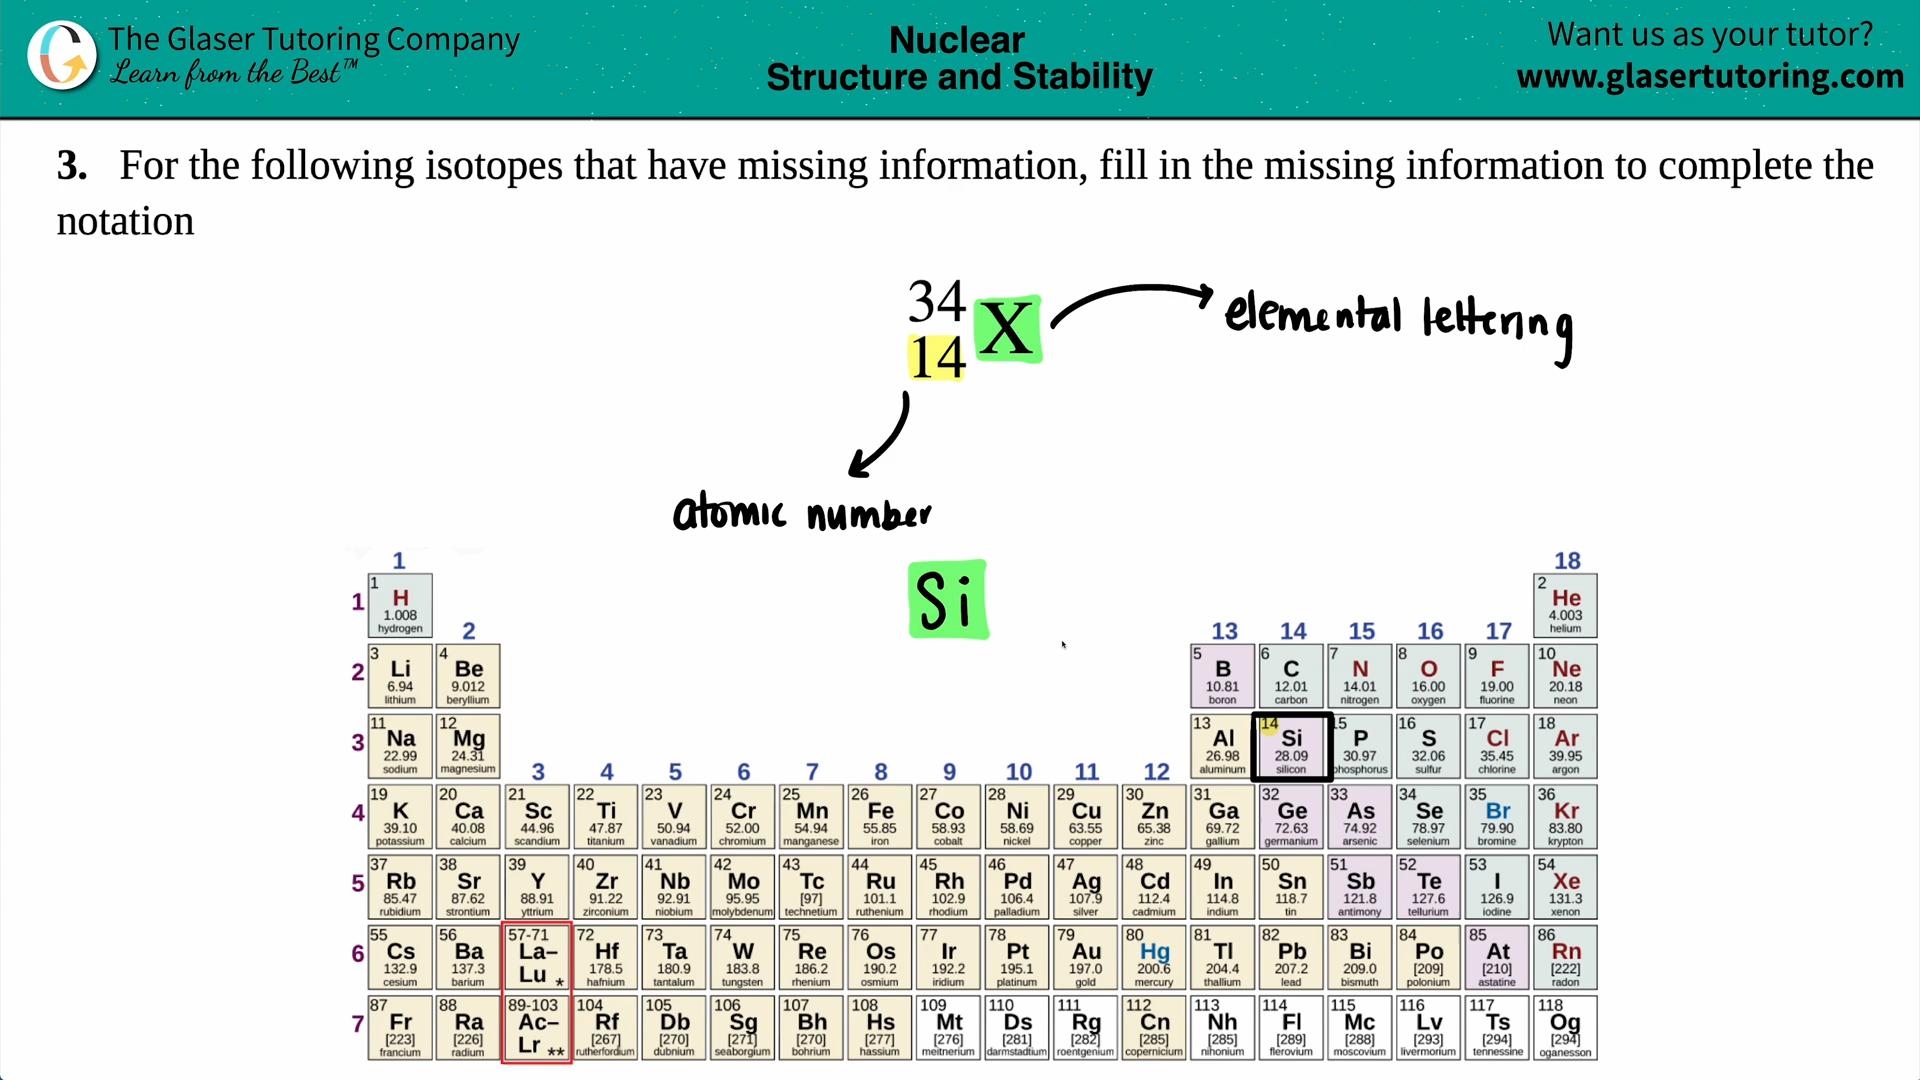 The Glaser Tutoring Company
Learn from the Best™
Nuclear
Structure and Stability
Want us as your tutor?
www.glasertutoring.com
3. For the following isotopes that have missing information, fill in the missing information to complete the
notation
34
14 X
elemental lettering
atomic number
Si
1 18
1 1 H 1.008 hydrogen 2 He 4.003 helium
2 13 14 15 16 17
2 3 Li 6.94 lithium 4 Be 9.012 beryllium 5 B 10.81 boron 6 C 12.01 carbon 7 N 14.01 nitrogen 8 O 16.00 oxygen 9 F 19.00 fluorine 10 Ne 20.18 neon
3 11 Na 22.99 sodium 12 Mg 24.31 magnesium 13 Al 26.98 aluminum 14 Si 28.09 silicon 15 P 30.97 phosphorus 16 S 32.06 sulfur 17 Cl 35.45 chlorine 18 Ar 39.95 argon
3 4 5 6 7 8 9 10 11 12
4 19 K 39.10 potassium 20 Ca 40.08 calcium 21 Sc 44.96 scandium 22 Ti 47.87 titanium 23 V 50.94 vanadium 24 Cr 52.00 chromium 25 Mn 54.94 manganese 26 Fe 55.85 iron 27 Co 58.93 cobalt 28 Ni 58.69 nickel 29 Cu 63.55 copper 30 Zn 65.38 zinc 31 Ga 69.72 gallium 32 Ge 72.63 germanium 33 As 74.92 arsenic 34 Se 78.97 selenium 35 Br 79.90 bromine 36 Kr 83.80 krypton
5 37 Rb 85.47 rubidium 38 Sr 87.62 strontium 39 Y 88.91 yttrium 40 Zr 91.22 zirconium 41 Nb 92.91 niobium 42 Mo 95.95 molybdenum 43 Tc [97] technetium 44 Ru 101.1 ruthenium 45 Rh 102.9 rhodium 46 Pd 106.4 palladium 47 Ag 107.9 silver 48 Cd 112.4 cadmium 49 In 114.8 indium 50 Sn 118.7 tin 51 Sb 121.8 antimony 52 Te 127.6 tellurium 53 I 126.9 iodine 54 Xe 131.3 xenon
6 55 Cs 132.9 cesium 56 Ba 137.3 barium 57-71 La–Lu * 72 Hf 178.5 hafnium 73 Ta 180.9 tantalum 74 W 183.8 tungsten 75 Re 186.2 rhenium 76 Os 190.2 osmium 77 Ir 192.2 iridium 78 Pt 195.1 platinum 79 Au 197.0 gold 80 Hg 200.6 mercury 81 Tl 204.4 thallium 82 Pb 207.2 lead 83 Bi 209.0 bismuth 84 Po [209] polonium 85 At [210] astatine 86 Rn [222] radon
7 87 Fr [223] francium 88 Ra [226] radium 89-103 Ac–Lr ** 104 Rf [267] rutherfordium 105 Db [270] dubnium 106 Sg [271] seaborgium 107 Bh [270] bohrium 108 Hs [277] hassium 109 Mt [276] meitnerium 110 Ds [281] darmstadtium 111 Rg [282] roentgenium 112 Cn [285] copernicium 113 Nh [285] nihonium 114 Fl [289] flerovium 115 Mc [288] moscovium 116 Lv [293] livermorium 117 Ts [294] tennessine 118 Og [294] oganesson